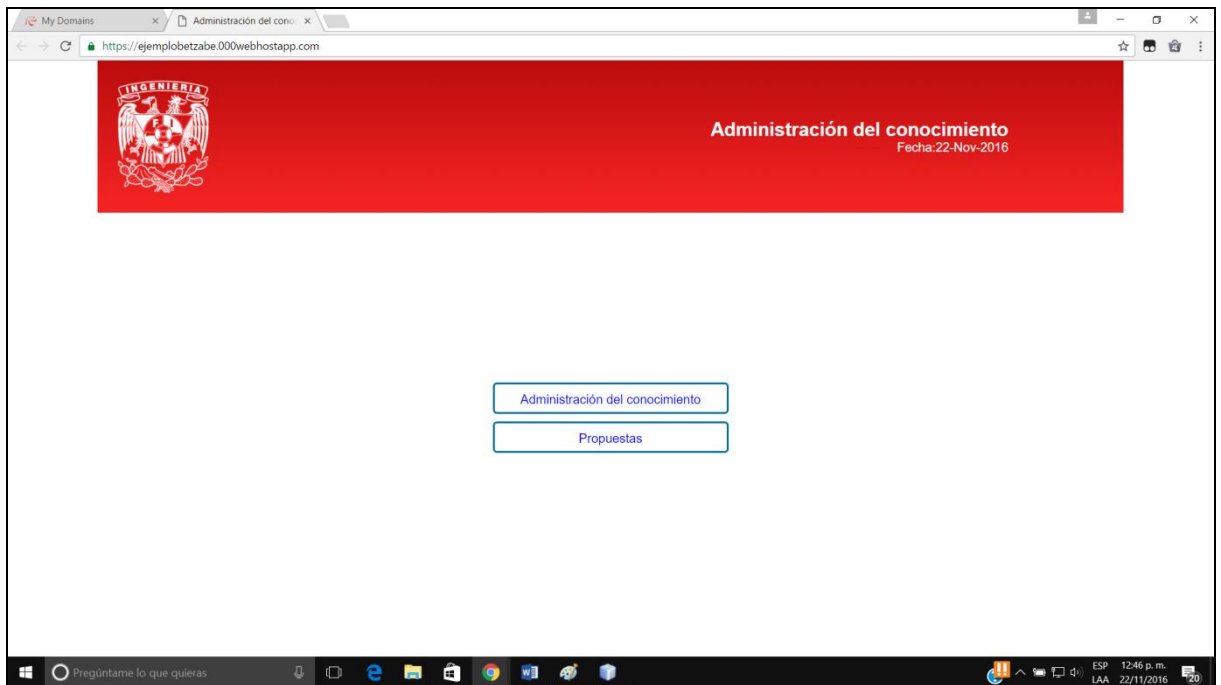 My Domains
Administración del cono
https://ejemplobetzabe.000webhostapp.com
INGENIERIA
F I
Administración del conocimiento
Fecha:22-Nov-2016
Administración del conocimiento
Propuestas
Pregúntame lo que quieras
ESP 12:46 p. m.
LAA 22/11/2016
20